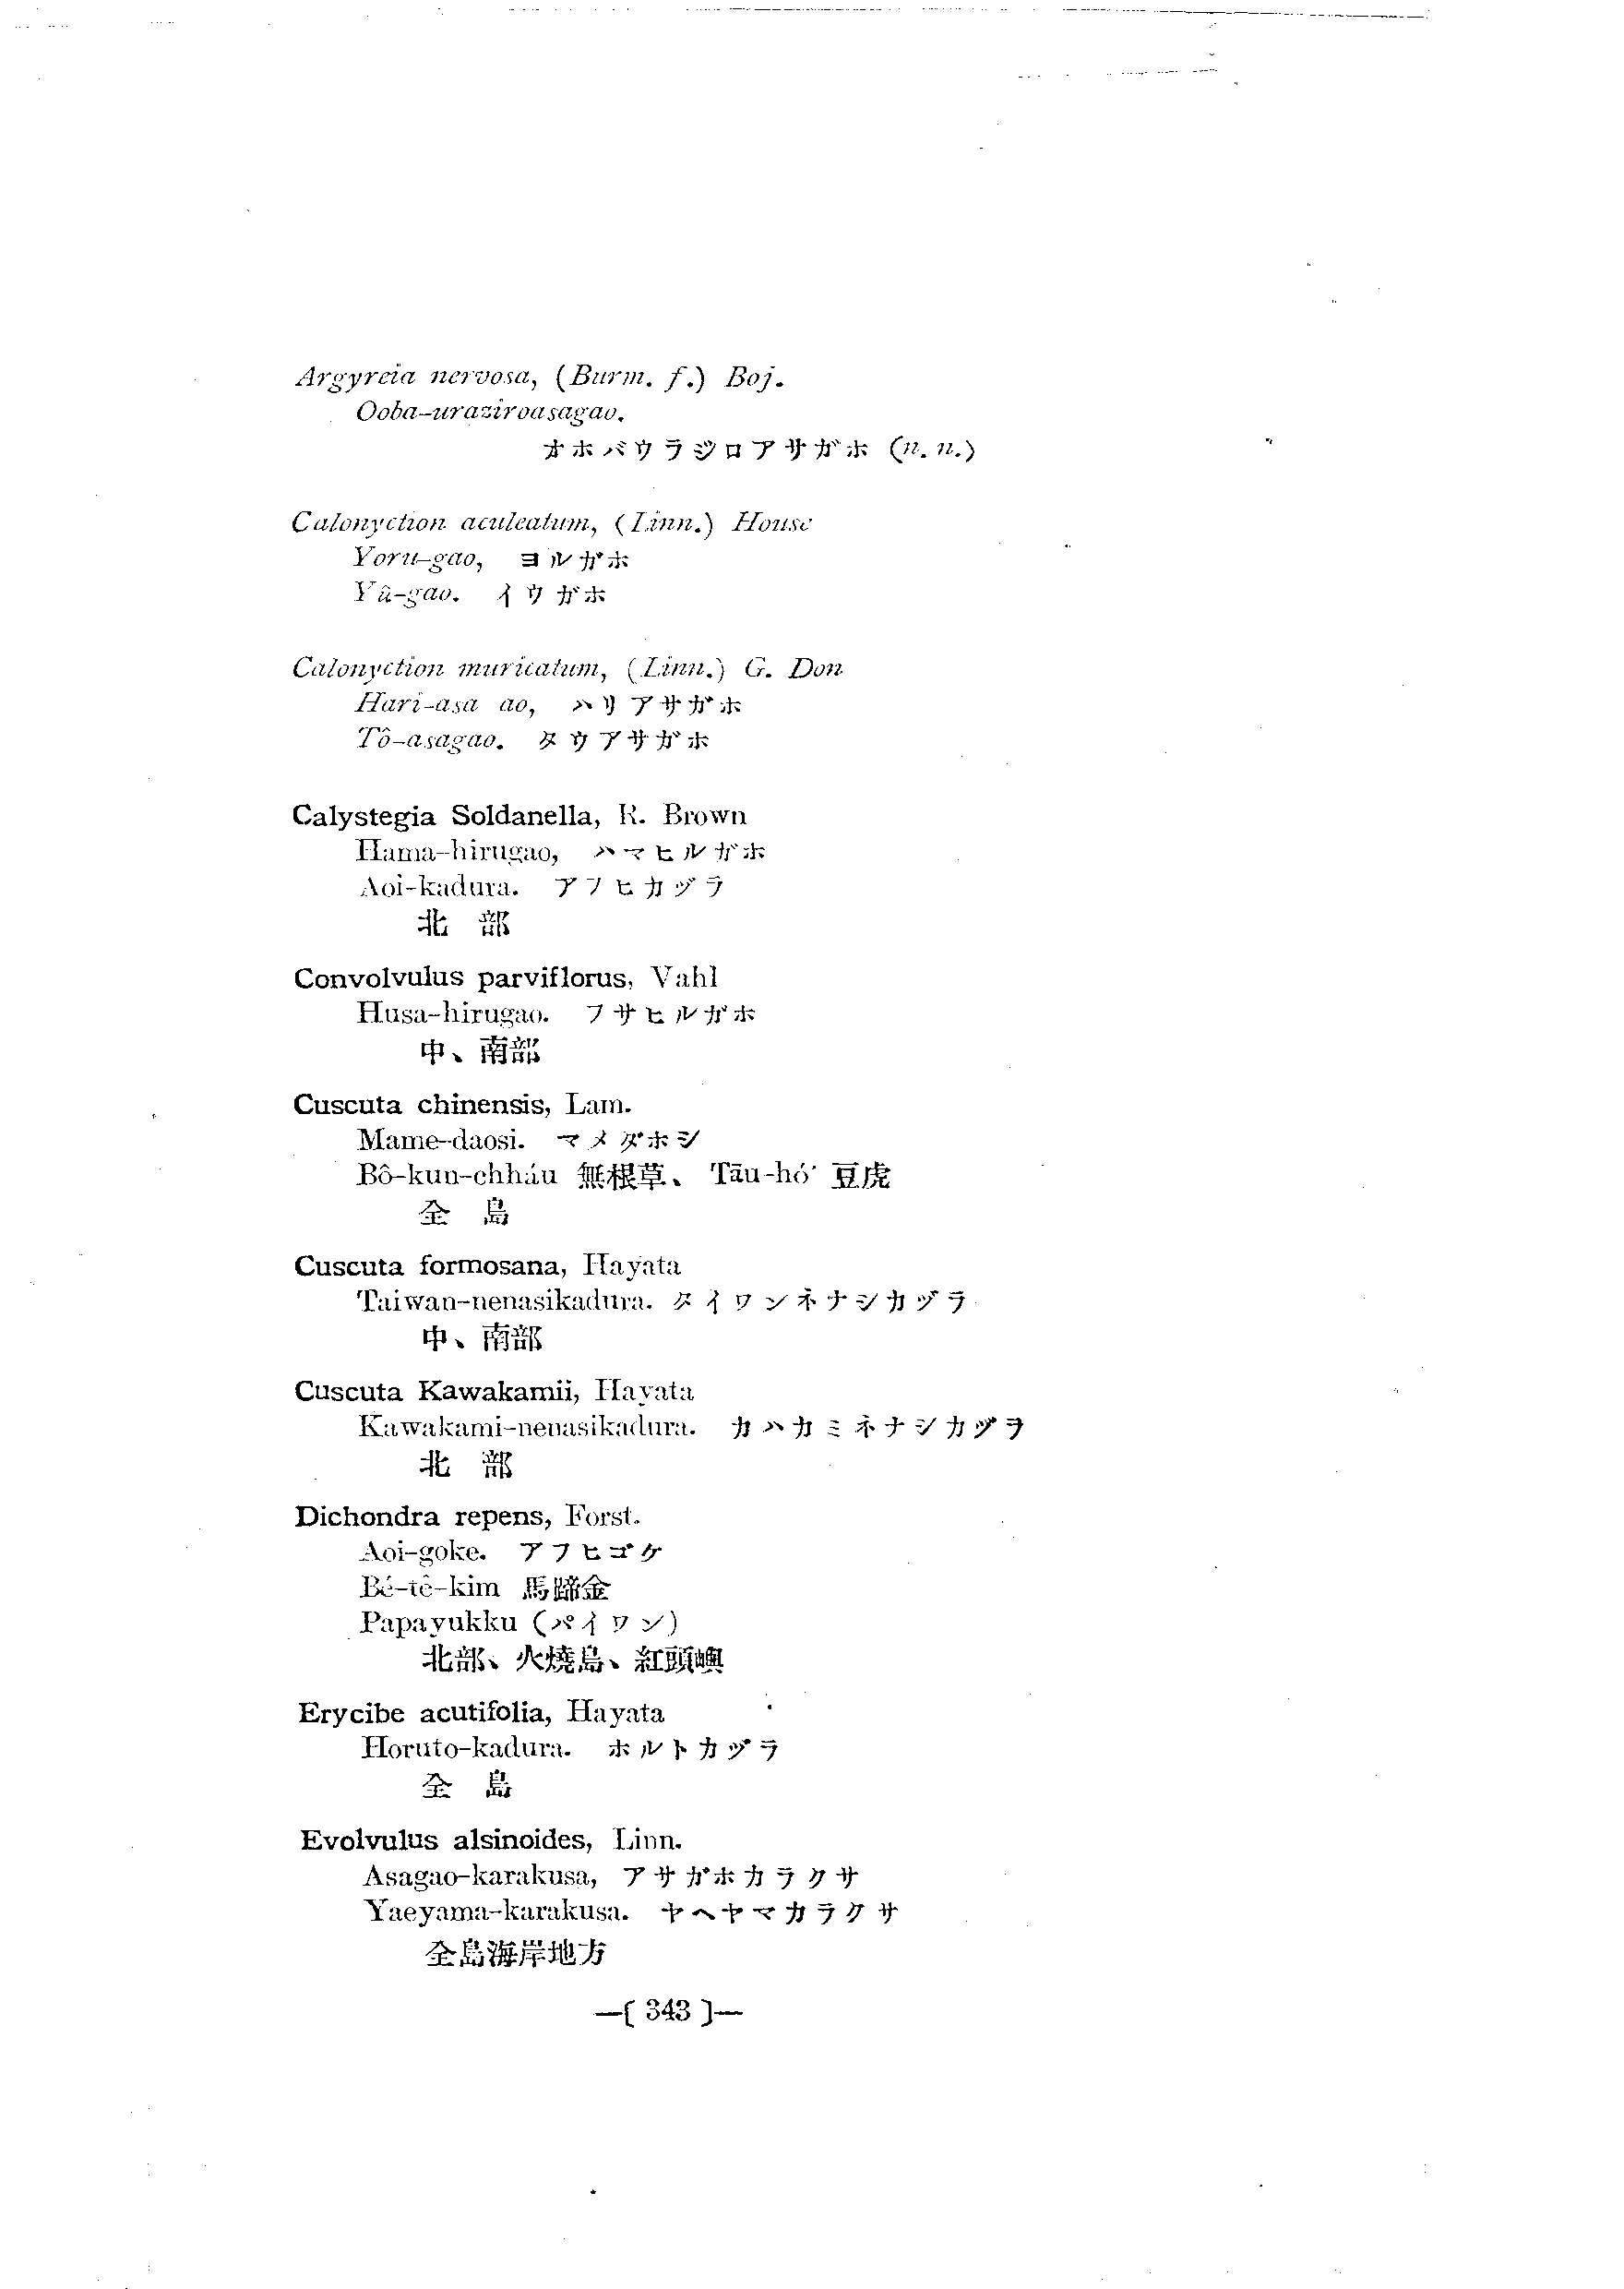 Argyreia nervosa, (Burm. f.) Boj.
Ooba-uraziroasagao.
オホバウラジロアサガホ (n. n.)
Calonyction aculeatum, (Linn.) House
Yoru-gao, ヨルガホ
Yû-gao. イウガホ
Calonyction muricatum, (Linn.) G. Don
Hari-asa ao, ハリアサガホ
Tô-asagao. タウアサガホ
Calystegia Soldanella, R. Brown
Hama-hirugao, ハマヒルガホ
Aoi-kadura. アフヒカヅラ
北 部
Convolvulus parviflorus, Vahl
Husa-hirugao. フサヒルガホ
中、南部
Cuscuta chinensis, Lam.
Mame-daosi. マメダホシ
Bô-kun-chháu 無根草、 Tāu-hó͘ 豆虎
全 島
Cuscuta formosana, Hayata
Taiwan-nenasikadura. タイワンネナシカヅラ
中、南部
Cuscuta Kawakamii, Hayata
Kawakami-nenasikadura. カハカミネナシカヅラ
北 部
Dichondra repens, Forst.
Aoi-goke. アフヒゴケ
Bé-tê-kim 馬蹄金
Papayukku (パイワン)
北部、火燒島、紅頭嶼
Erycibe acutifolia, Hayata
Horuto-kadura. ホルトカヅラ
全 島
Evolvulus alsinoides, Linn.
Asagao-karakusa, アサガホカラクサ
Yaeyama-karakusa. ヤヘヤマカラクサ
全島海岸地方
—( 343 )—